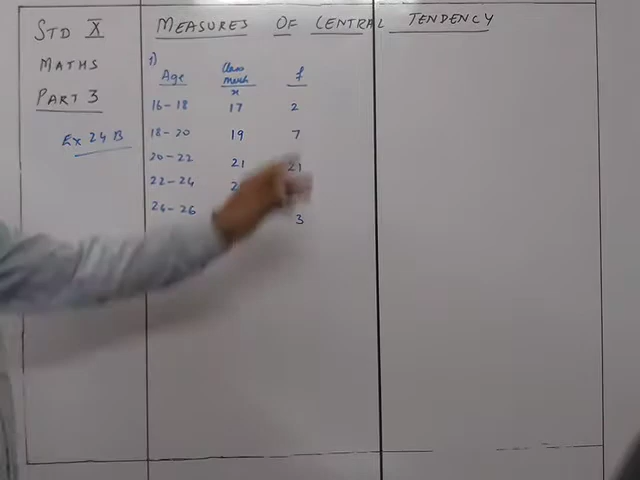 STD X
MATHS
PART 3
Ex 24 B
MEASURES OF CENTRAL TENDENCY
1)
Age Class mark x f
16-18 17 2
18-20 19 7
20-22 21 21
22-24
24-26 3